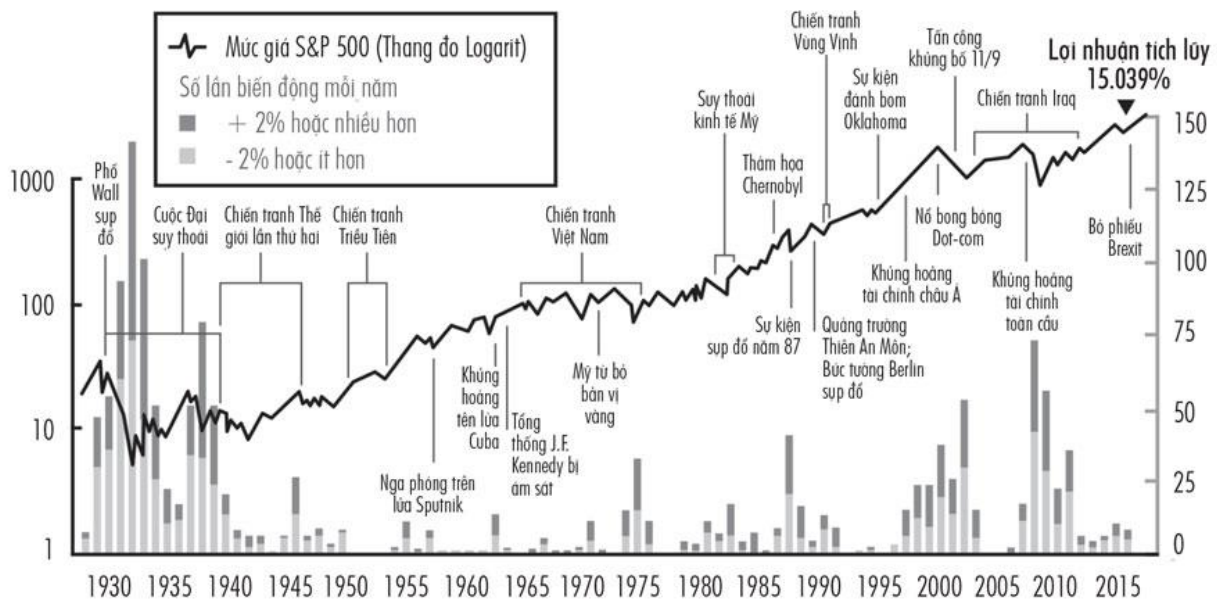 Mức giá S&P 500 (Thang đo Logarit)
Số lần biến động mỗi năm
+ 2% hoặc nhiều hơn
- 2% hoặc ít hơn
Phố
Wall
sụp
đổ
Cuộc Đại
suy thoái
Chiến tranh Thế
giới lần thứ hai
Chiến tranh
Triều Tiên
Nga phóng trên
lửa Sputnik
Khủng
hoảng
tên lửa
Cuba
Tổng
thống J.F.
Kennedy bị
ám sát
Chiến tranh
Việt Nam
Mỹ từ bỏ
bản vị
vàng
Suy thoái
kinh tế Mỹ
Thảm họa
Chernobyl
Sự kiện
sụp đổ năm 87
Chiến tranh
Vùng Vịnh
Quảng trường
Thiên An Môn;
Bức tường Berlin
sụp đổ
Sự kiện
đánh bom
Oklahoma
Khủng hoảng
tài chính châu Á
Tấn công
khủng bố 11/9
Nổ bong bóng
Dot-com
Chiến tranh Iraq
Khủng hoảng
tài chính
toàn cầu
Lợi nhuận tích lũy
15.039%
Bỏ phiếu
Brexit
1000
100
10
1
150
125
100
75
50
25
0
1930 1935 1940 1945 1950 1955 1960 1965 1970 1975 1980 1985 1990 1995 2000 2005 2010 2015